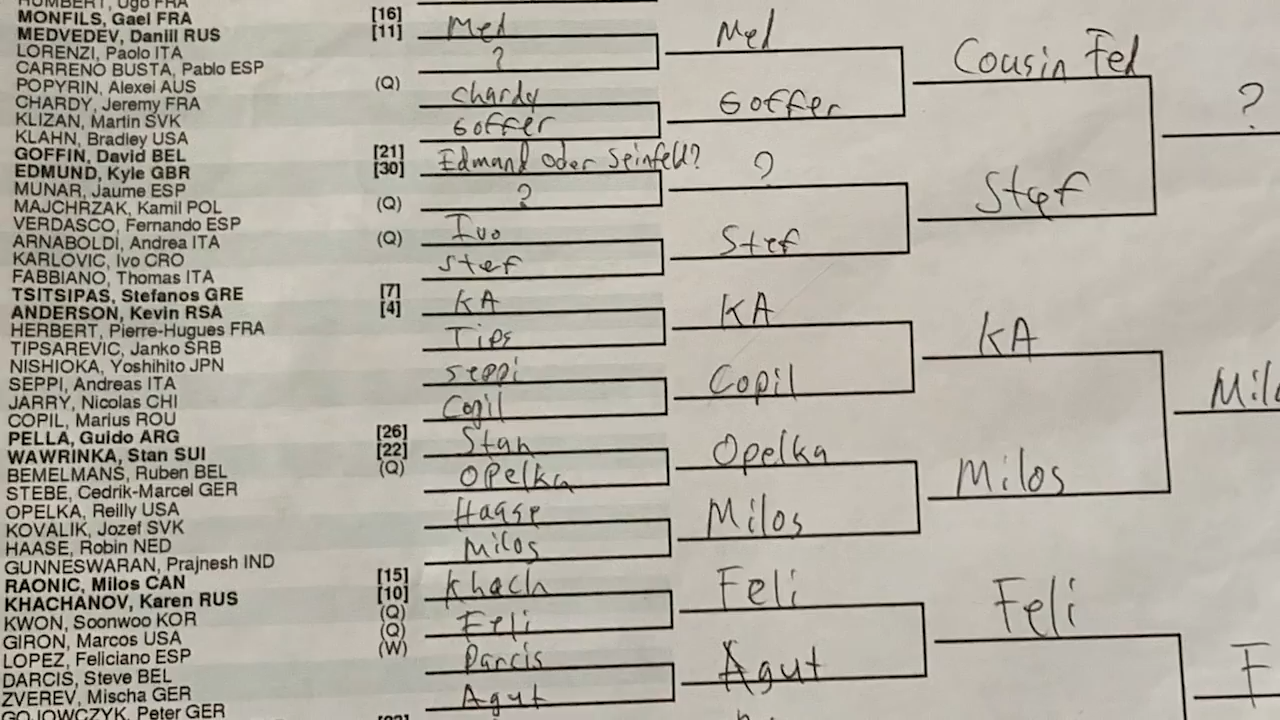 HUMBERT, Ugo FRA
MONFILS, Gael FRA [16]
MEDVEDEV, Daniil RUS [11] Med Med
LORENZI, Paolo ITA ? Cousin Fed
CARRENO BUSTA, Pablo ESP
POPYRIN, Alexei AUS (Q) chardy Goffer ?
CHARDY, Jeremy FRA
KLIZAN, Martin SVK Goffer
KLAHN, Bradley USA
GOFFIN, David BEL [21] Edmand oder Seinfeld?
EDMUND, Kyle GBR [30] ?
MUNAR, Jaume ESP ? Stef
MAJCHRZAK, Kamil POL (Q)
VERDASCO, Fernando ESP Ivo
ARNABOLDI, Andrea ITA (Q) Stef
KARLOVIC, Ivo CRO stef
FABBIANO, Thomas ITA
TSITSIPAS, Stefanos GRE [7] KA
ANDERSON, Kevin RSA [4] KA
HERBERT, Pierre-Hugues FRA Tips KA
TIPSAREVIC, Janko SRB
NISHIOKA, Yoshihito JPN seppi
SEPPI, Andreas ITA Copil
JARRY, Nicolas CHI Copil
COPIL, Marius ROU
PELLA, Guido ARG [26] Stan
WAWRINKA, Stan SUI [22] Opelka
BEMELMANS, Ruben BEL (Q) OPelka Milos
STEBE, Cedrik-Marcel GER
OPELKA, Reilly USA Haase
KOVALIK, Jozef SVK Milos
HAASE, Robin NED Milos
GUNNESWARAN, Prajnesh IND
RAONIC, Milos CAN [15] Khach
KHACHANOV, Karen RUS [10] Feli
KWON, Soonwoo KOR (Q) Feli Feli
GIRON, Marcos USA (Q)
LOPEZ, Feliciano ESP (W) Darcis
DARCIS, Steve BEL Agut
ZVEREV, Mischa GER Agut
GOJOWCZYK, Peter GER